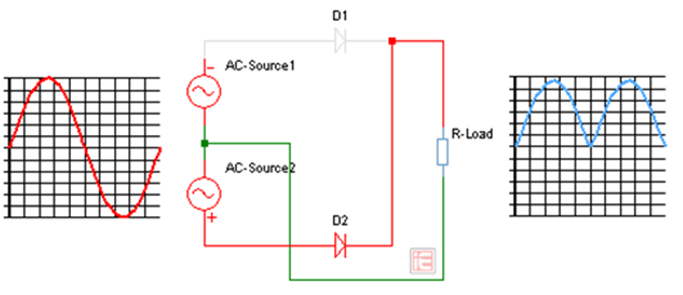 D1
-
AC-Source1
R-Load
AC-Source2
+
D2